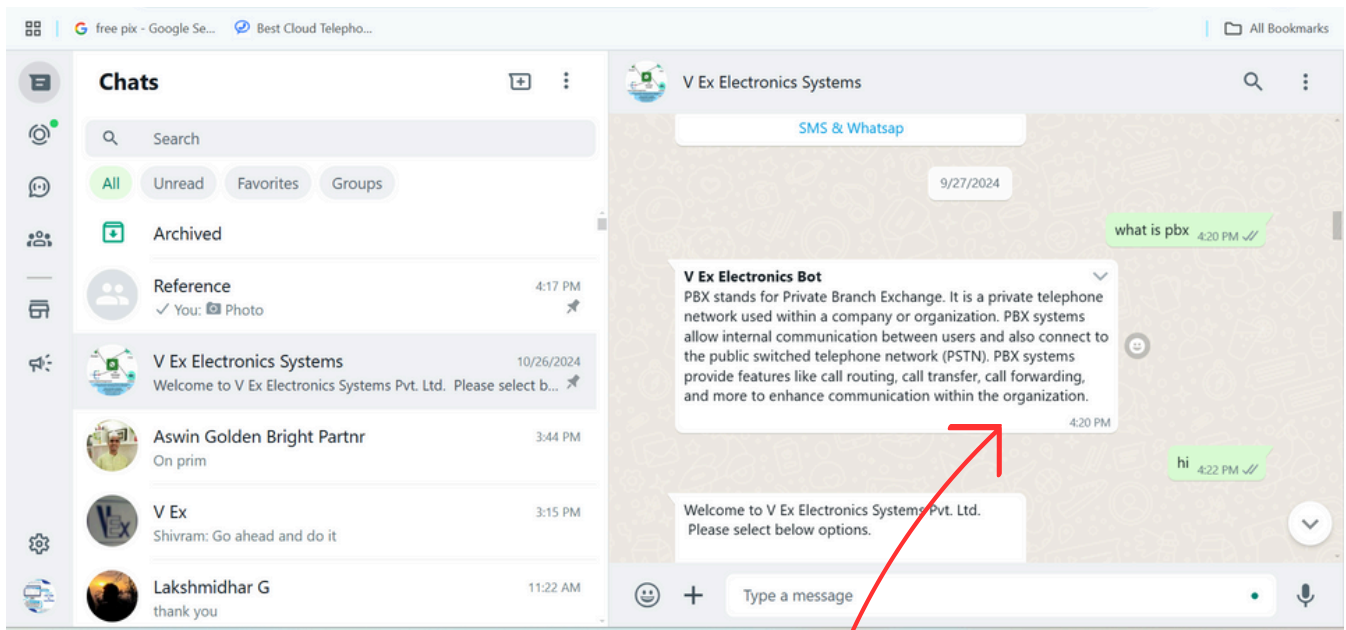 free pix - Google Se...
Best Cloud Telepho...
All Bookmarks
Chats
Search
All
Unread
Favorites
Groups
Archived
Reference
4:17 PM
You: Photo
V Ex Electronics Systems
10/26/2024
Welcome to V Ex Electronics Systems Pvt. Ltd. Please select b...
Aswin Golden Bright Partnr
3:44 PM
On prim
V Ex
3:15 PM
Shivram: Go ahead and do it
Lakshmidhar G
11:22 AM
thank you
V Ex Electronics Systems
SMS & Whatsap
9/27/2024
what is pbx 4:20 PM
V Ex Electronics Bot
PBX stands for Private Branch Exchange. It is a private telephone
network used within a company or organization. PBX systems
allow internal communication between users and also connect to
the public switched telephone network (PSTN). PBX systems
provide features like call routing, call transfer, call forwarding,
and more to enhance communication within the organization.
4:20 PM
hi 4:22 PM
Welcome to V Ex Electronics Systems Pvt. Ltd.
Please select below options.
Type a message